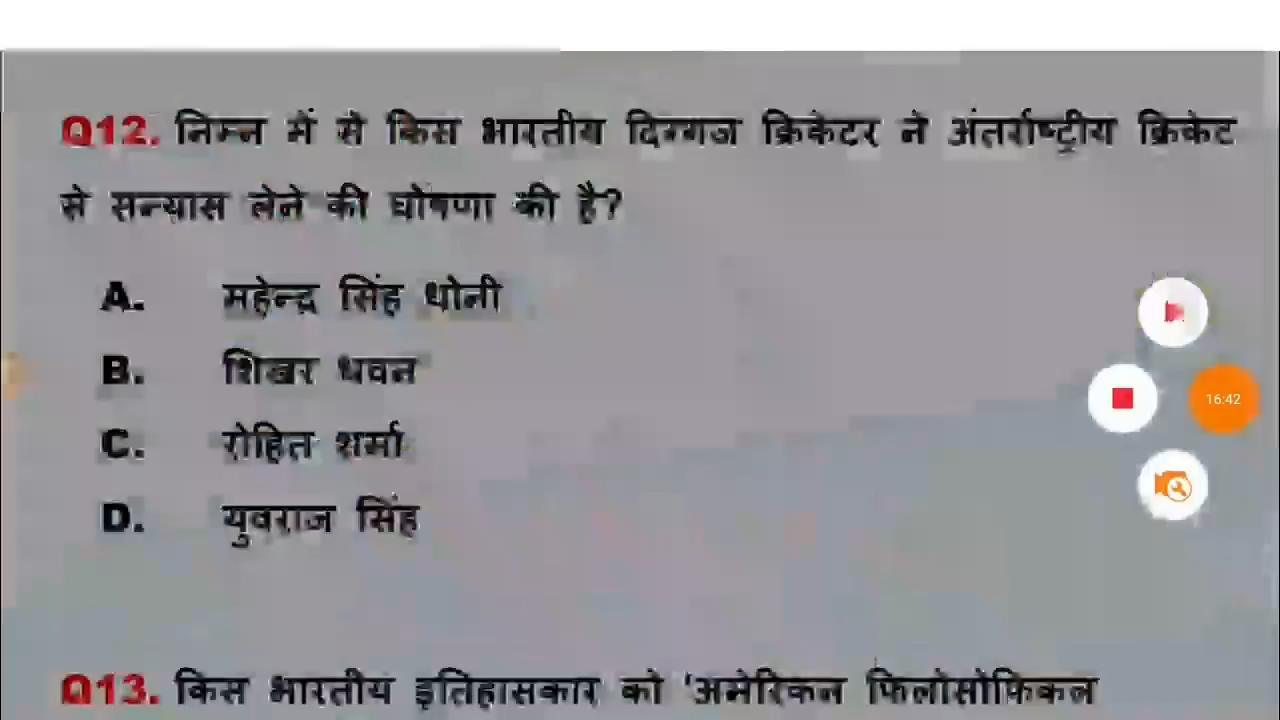 Q12. निम्न में से किस भारतीय दिग्गज क्रिकेटर ने अंतर्राष्ट्रीय क्रिकेट
से सन्यास लेने की घोषणा की है?
A. महेन्द्र सिंह धोनी
B. शिखर धवन
C. रोहित शर्मा
D. युवराज सिंह
16:42
Q13. किस भारतीय इतिहासकार को 'अमेरिकन फिलोसोफिकल